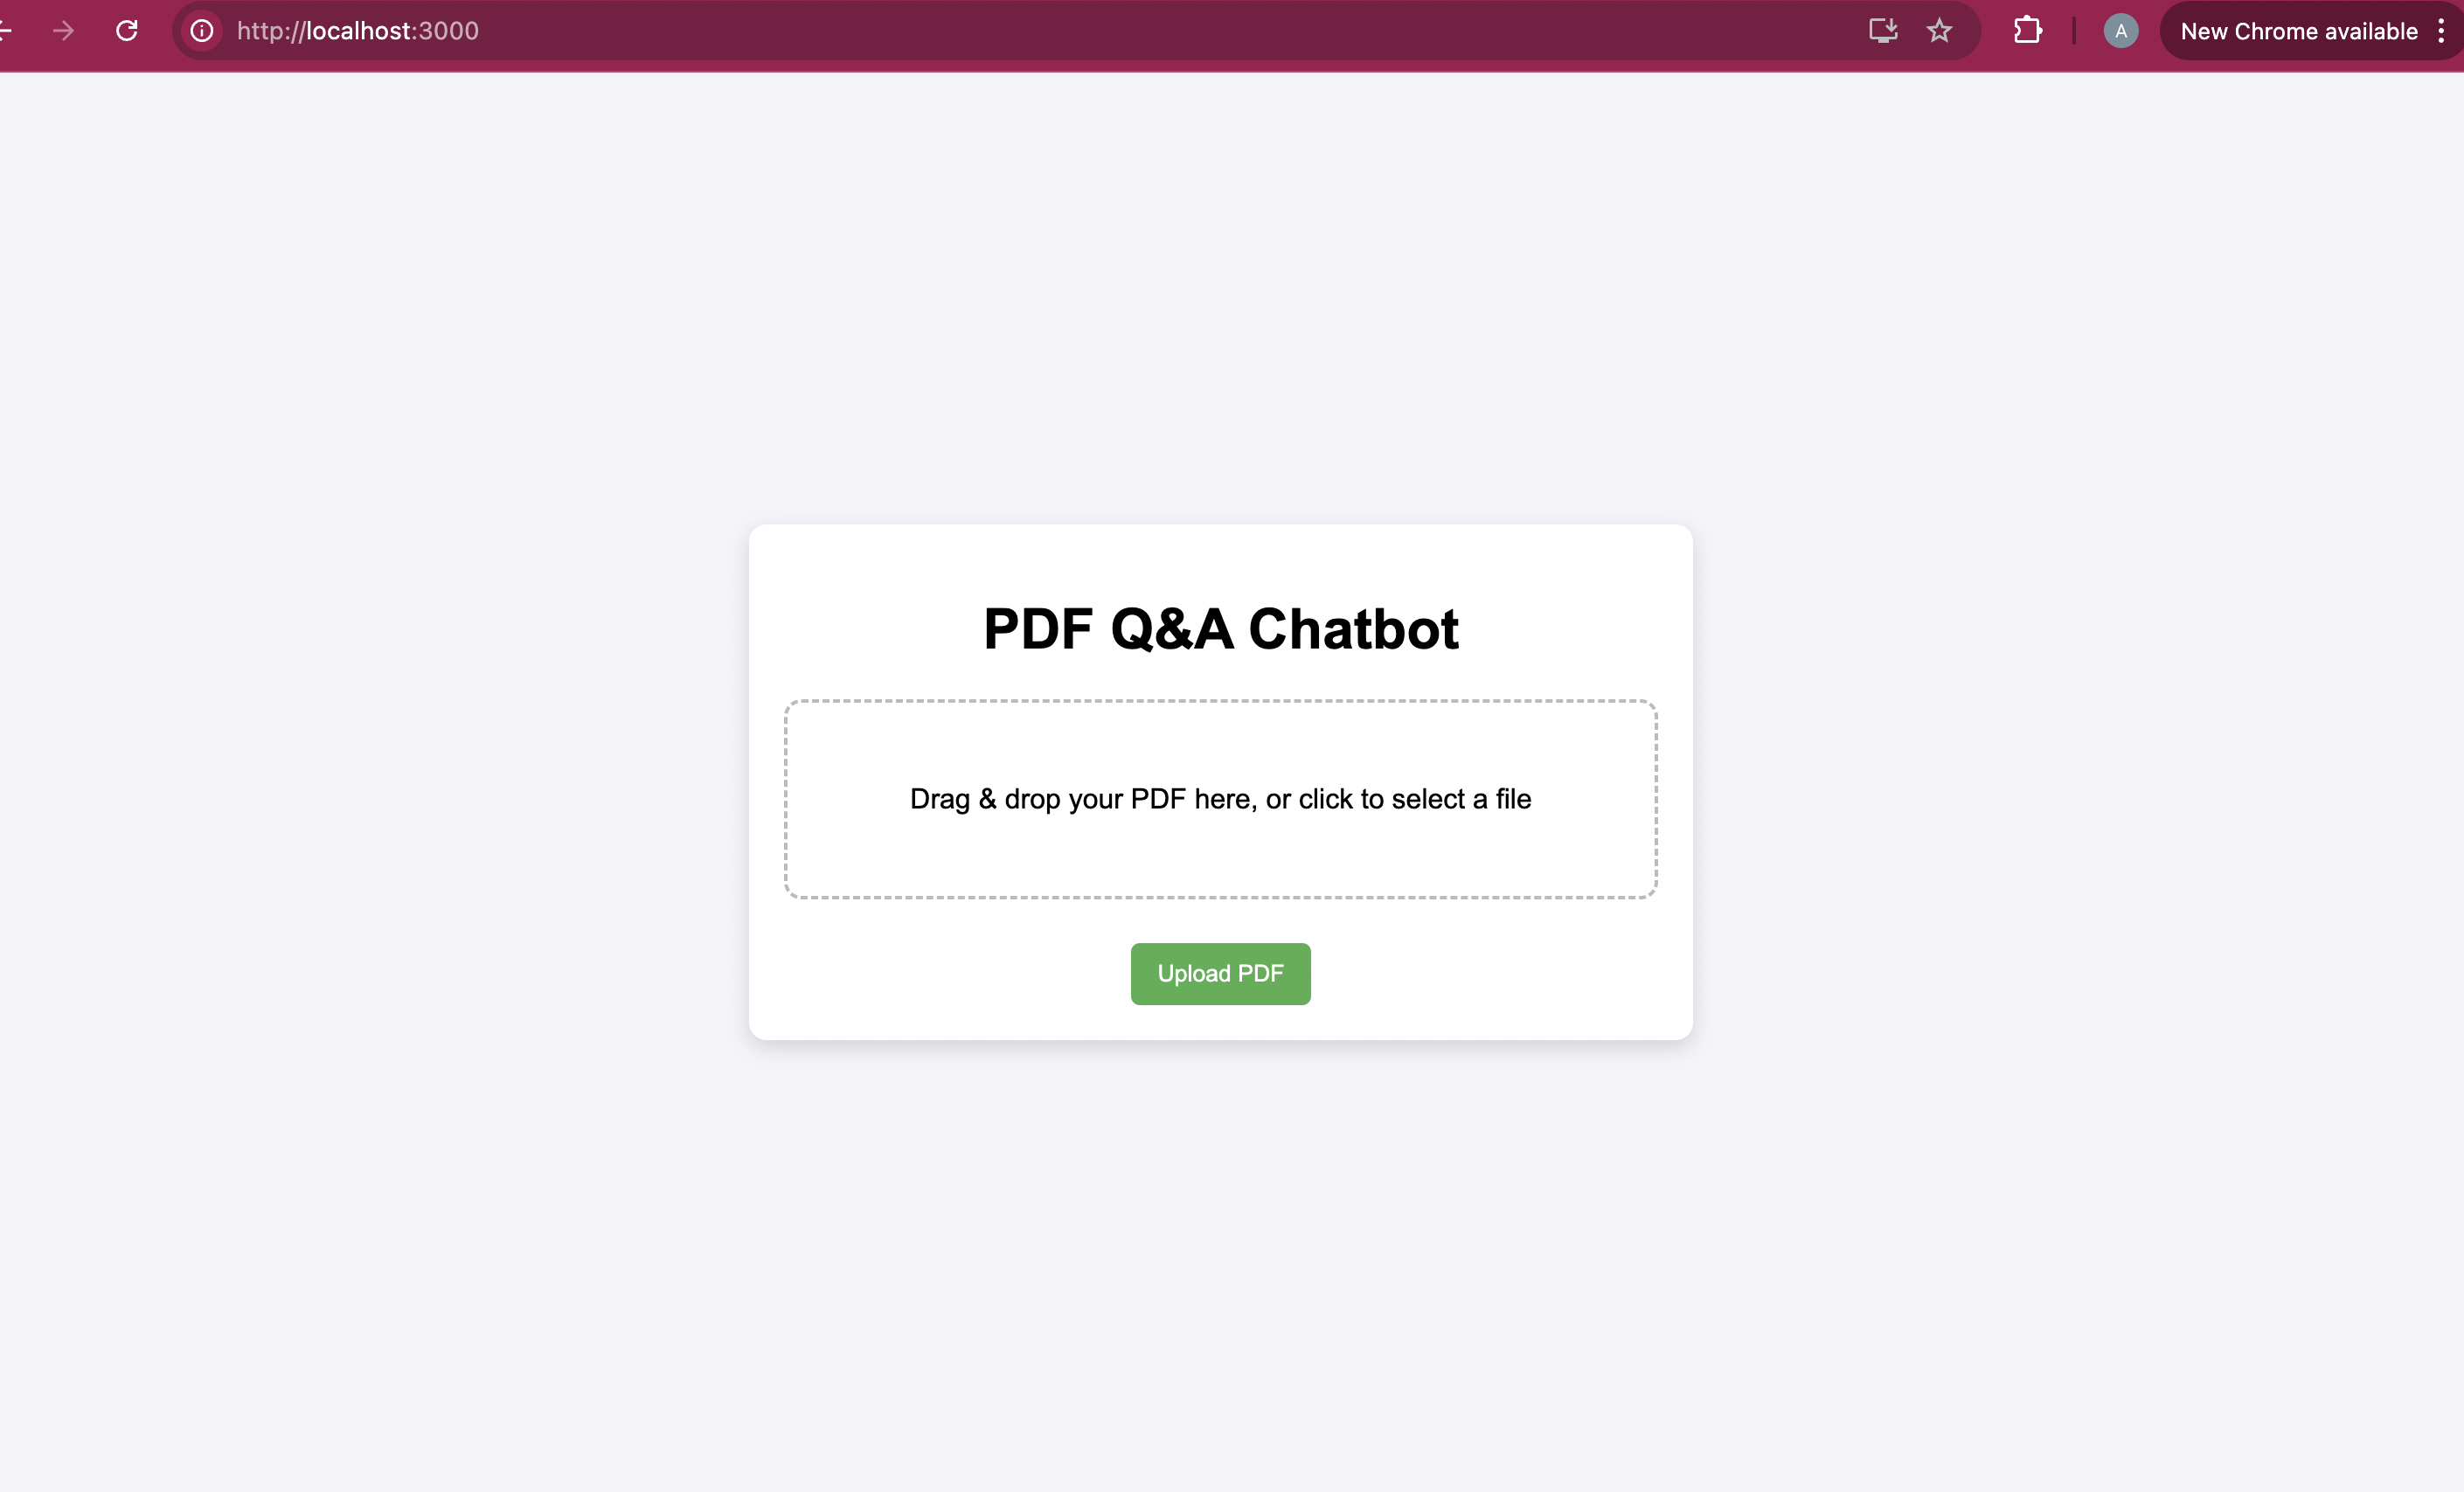 http://localhost:3000
A
New Chrome available
PDF Q&A Chatbot
Drag & drop your PDF here, or click to select a file
Upload PDF